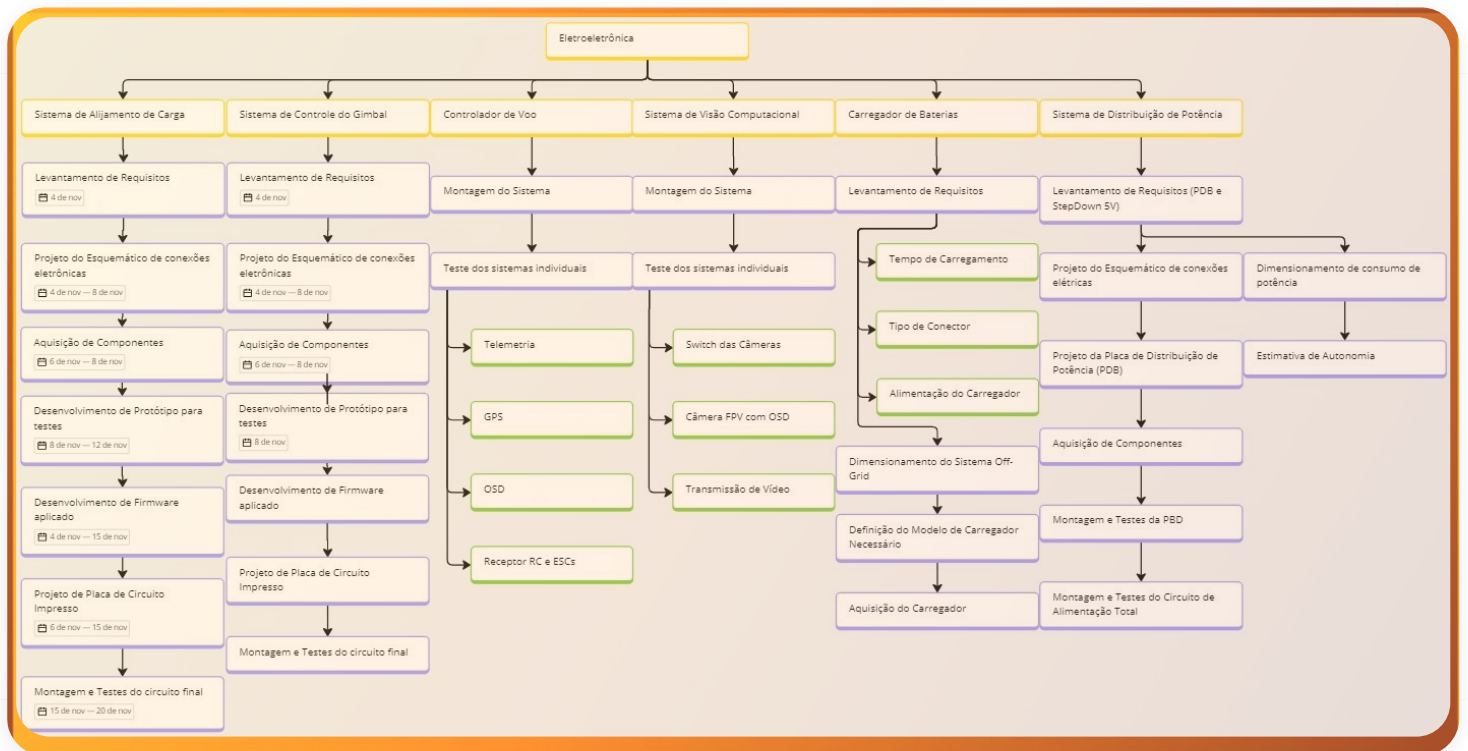 Eletroeletrônica
Sistema de Alijamento de Carga
Levantamento de Requisitos
4 de nov
Projeto do Esquemático de conexões
eletrônicas
4 de nov — 8 de nov
Aquisição de Componentes
6 de nov — 8 de nov
Desenvolvimento de Protótipo para
testes
8 de nov — 12 de nov
Desenvolvimento de Firmware
aplicado
4 de nov — 15 de nov
Projeto de Placa de Circuito
Impresso
6 de nov — 15 de nov
Montagem e Testes do circuito final
15 de nov — 20 de nov
Sistema de Controle do Gimbal
Levantamento de Requisitos
4 de nov
Projeto do Esquemático de conexões
eletrônicas
4 de nov — 8 de nov
Aquisição de Componentes
6 de nov — 8 de nov
Desenvolvimento de Protótipo para
testes
8 de nov
Desenvolvimento de Firmware
aplicado
Projeto de Placa de Circuito
Impresso
Montagem e Testes do circuito final
Controlador de Voo
Montagem do Sistema
Teste dos sistemas individuais
Telemetria
GPS
OSD
Receptor RC e ESCs
Sistema de Visão Computacional
Montagem do Sistema
Teste dos sistemas individuais
Switch das Câmeras
Câmera FPV com OSD
Transmissão de Vídeo
Carregador de Baterias
Levantamento de Requisitos
Tempo de Carregamento
Tipo de Conector
Alimentação do Carregador
Dimensionamento do Sistema Off-
Grid
Definição do Modelo de Carregador
Necessário
Aquisição do Carregador
Sistema de Distribuição de Potência
Levantamento de Requisitos (PDB e
StepDown 5V)
Projeto do Esquemático de conexões
elétricas
Projeto da Placa de Distribuição de
Potência (PDB)
Aquisição de Componentes
Montagem e Testes da PBD
Montagem e Testes do Circuito de
Alimentação Total
Dimensionamento de consumo de
potência
Estimativa de Autonomia